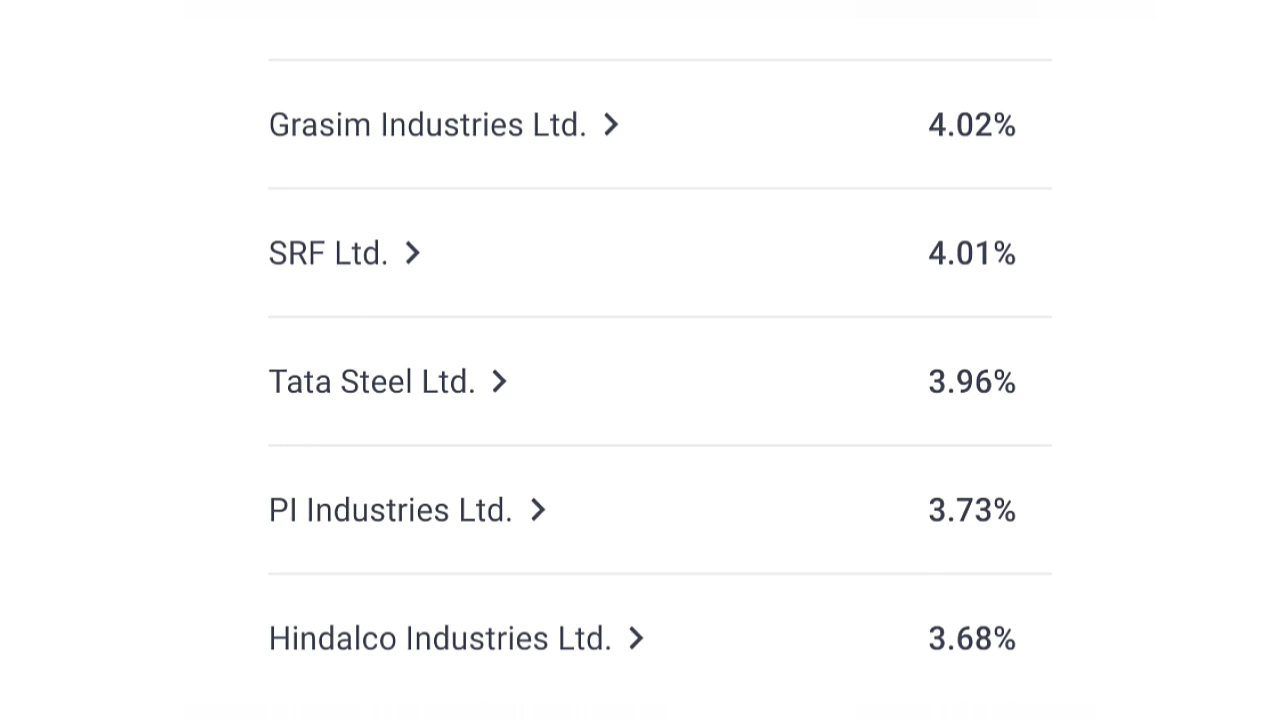 Grasim Industries Ltd. 4.02%
SRF Ltd. 4.01%
Tata Steel Ltd. 3.96%
PI Industries Ltd. 3.73%
Hindalco Industries Ltd. 3.68%